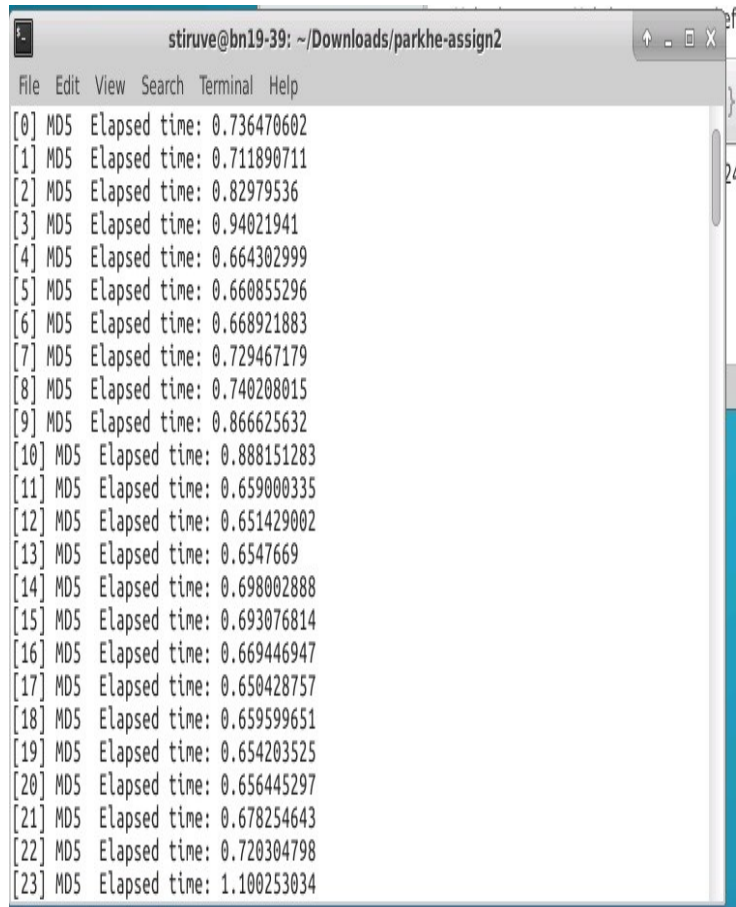 stiruve@bn19-39: ~/Downloads/parkhe-assign2
File Edit View Search Terminal Help
[0] MD5 Elapsed time: 0.736470602
[1] MD5 Elapsed time: 0.711890711
[2] MD5 Elapsed time: 0.82979536
[3] MD5 Elapsed time: 0.94021941
[4] MD5 Elapsed time: 0.664302999
[5] MD5 Elapsed time: 0.660855296
[6] MD5 Elapsed time: 0.668921883
[7] MD5 Elapsed time: 0.729467179
[8] MD5 Elapsed time: 0.740208015
[9] MD5 Elapsed time: 0.866625632
[10] MD5 Elapsed time: 0.888151283
[11] MD5 Elapsed time: 0.659000335
[12] MD5 Elapsed time: 0.651429002
[13] MD5 Elapsed time: 0.6547669
[14] MD5 Elapsed time: 0.698002888
[15] MD5 Elapsed time: 0.693076814
[16] MD5 Elapsed time: 0.669446947
[17] MD5 Elapsed time: 0.650428757
[18] MD5 Elapsed time: 0.659599651
[19] MD5 Elapsed time: 0.654203525
[20] MD5 Elapsed time: 0.656445297
[21] MD5 Elapsed time: 0.678254643
[22] MD5 Elapsed time: 0.720304798
[23] MD5 Elapsed time: 1.100253034